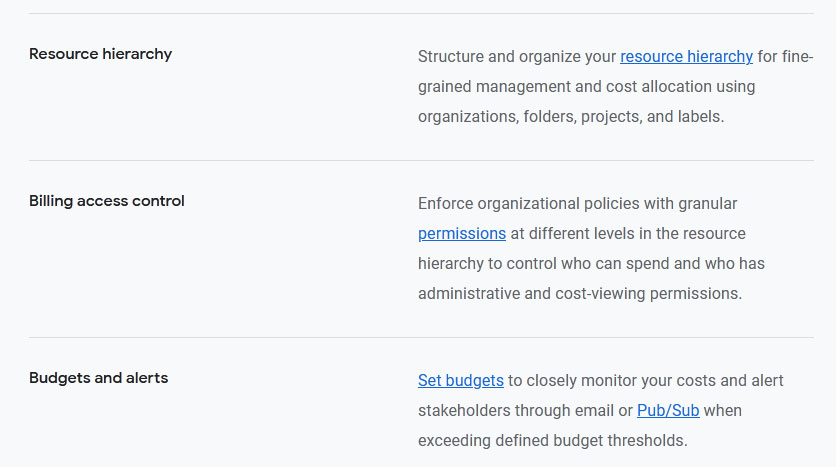 Resource hierarchy
Structure and organize your resource hierarchy for fine-
grained management and cost allocation using
organizations, folders, projects, and labels.
Billing access control
Enforce organizational policies with granular
permissions at different levels in the resource
hierarchy to control who can spend and who has
administrative and cost-viewing permissions.
Budgets and alerts
Set budgets to closely monitor your costs and alert
stakeholders through email or Pub/Sub when
exceeding defined budget thresholds.